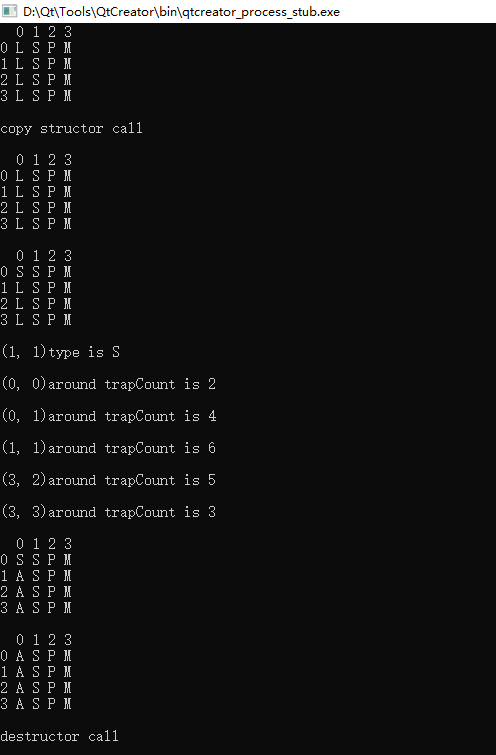 D:\Qt\Tools\QtCreator\bin\qtcreator_process_stub.exe
0 1 2 3
0 L S P M
1 L S P M
2 L S P M
3 L S P M
copy structor call
0 1 2 3
0 L S P M
1 L S P M
2 L S P M
3 L S P M
0 1 2 3
0 S S P M
1 L S P M
2 L S P M
3 L S P M
(1, 1)type is S
(0, 0)around trapCount is 2
(0, 1)around trapCount is 4
(1, 1)around trapCount is 6
(3, 2)around trapCount is 5
(3, 3)around trapCount is 3
0 1 2 3
0 S S P M
1 A S P M
2 A S P M
3 A S P M
0 1 2 3
0 A S P M
1 A S P M
2 A S P M
3 A S P M
destructor call